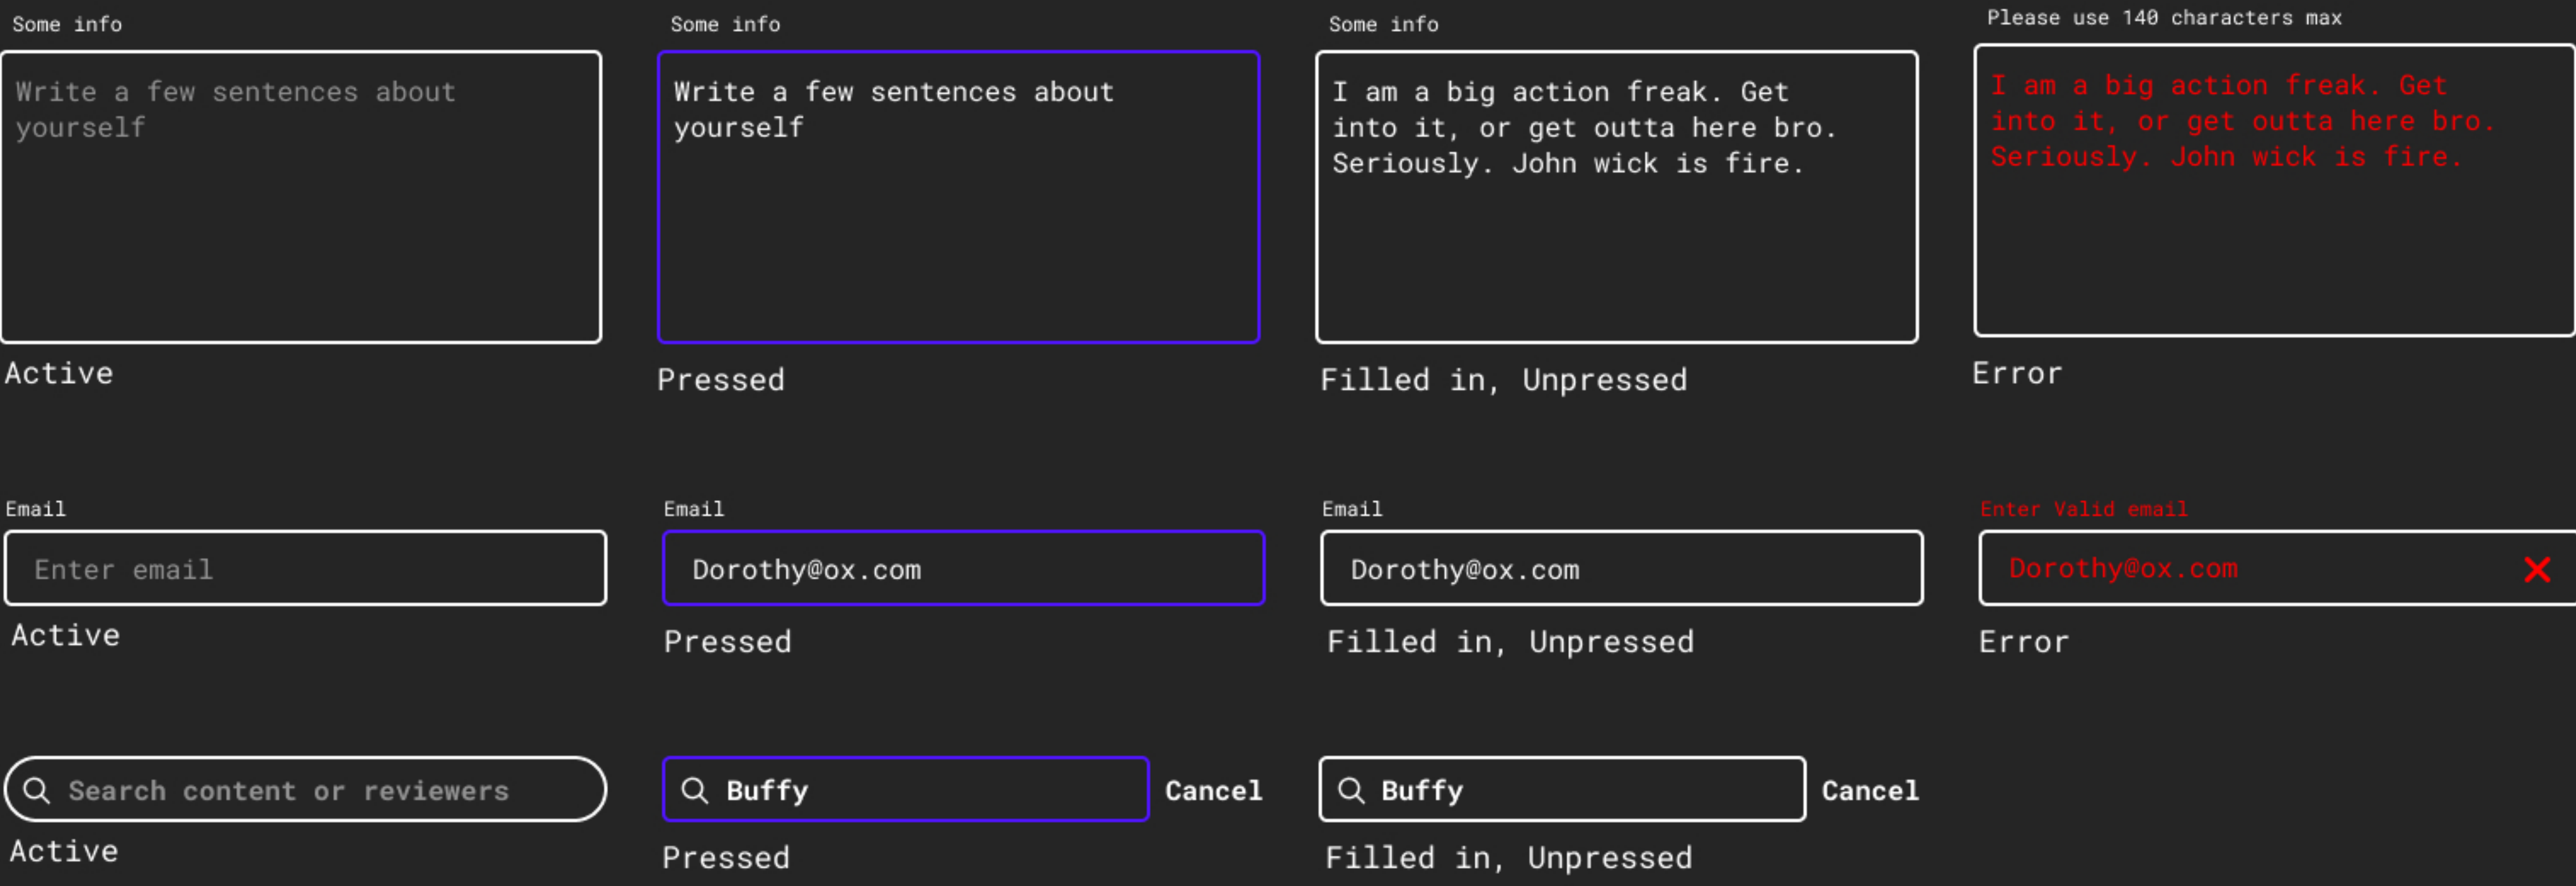 Some info
Write a few sentences about
yourself
Active
Some info
Write a few sentences about
yourself
Pressed
Some info
I am a big action freak. Get
into it, or get outta here bro.
Seriously. John wick is fire.
Filled in, Unpressed
Please use 140 characters max
I am a big action freak. Get
into it, or get outta here bro.
Seriously. John wick is fire.
Error
Email
Enter email
Active
Email
Dorothy@ox.com
Pressed
Email
Dorothy@ox.com
Filled in, Unpressed
Enter Valid email
Dorothy@ox.com
Error
Search content or reviewers
Active
Buffy
Cancel
Pressed
Buffy
Cancel
Filled in, Unpressed